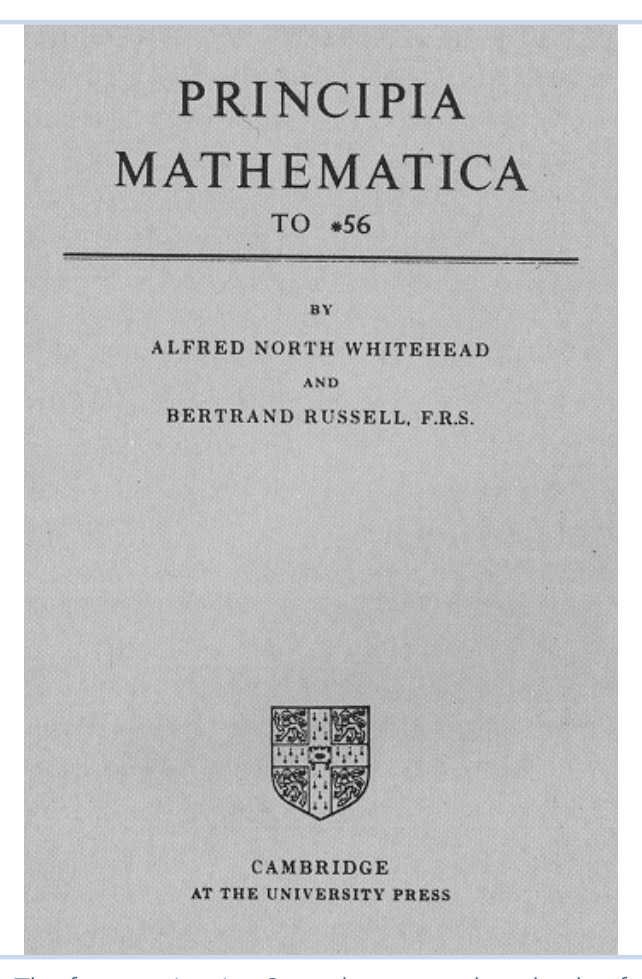 PRINCIPIA
MATHEMATICA
TO *56
BY
ALFRED NORTH WHITEHEAD
AND
BERTRAND RUSSELL, F.R.S.
CAMBRIDGE
AT THE UNIVERSITY PRESS